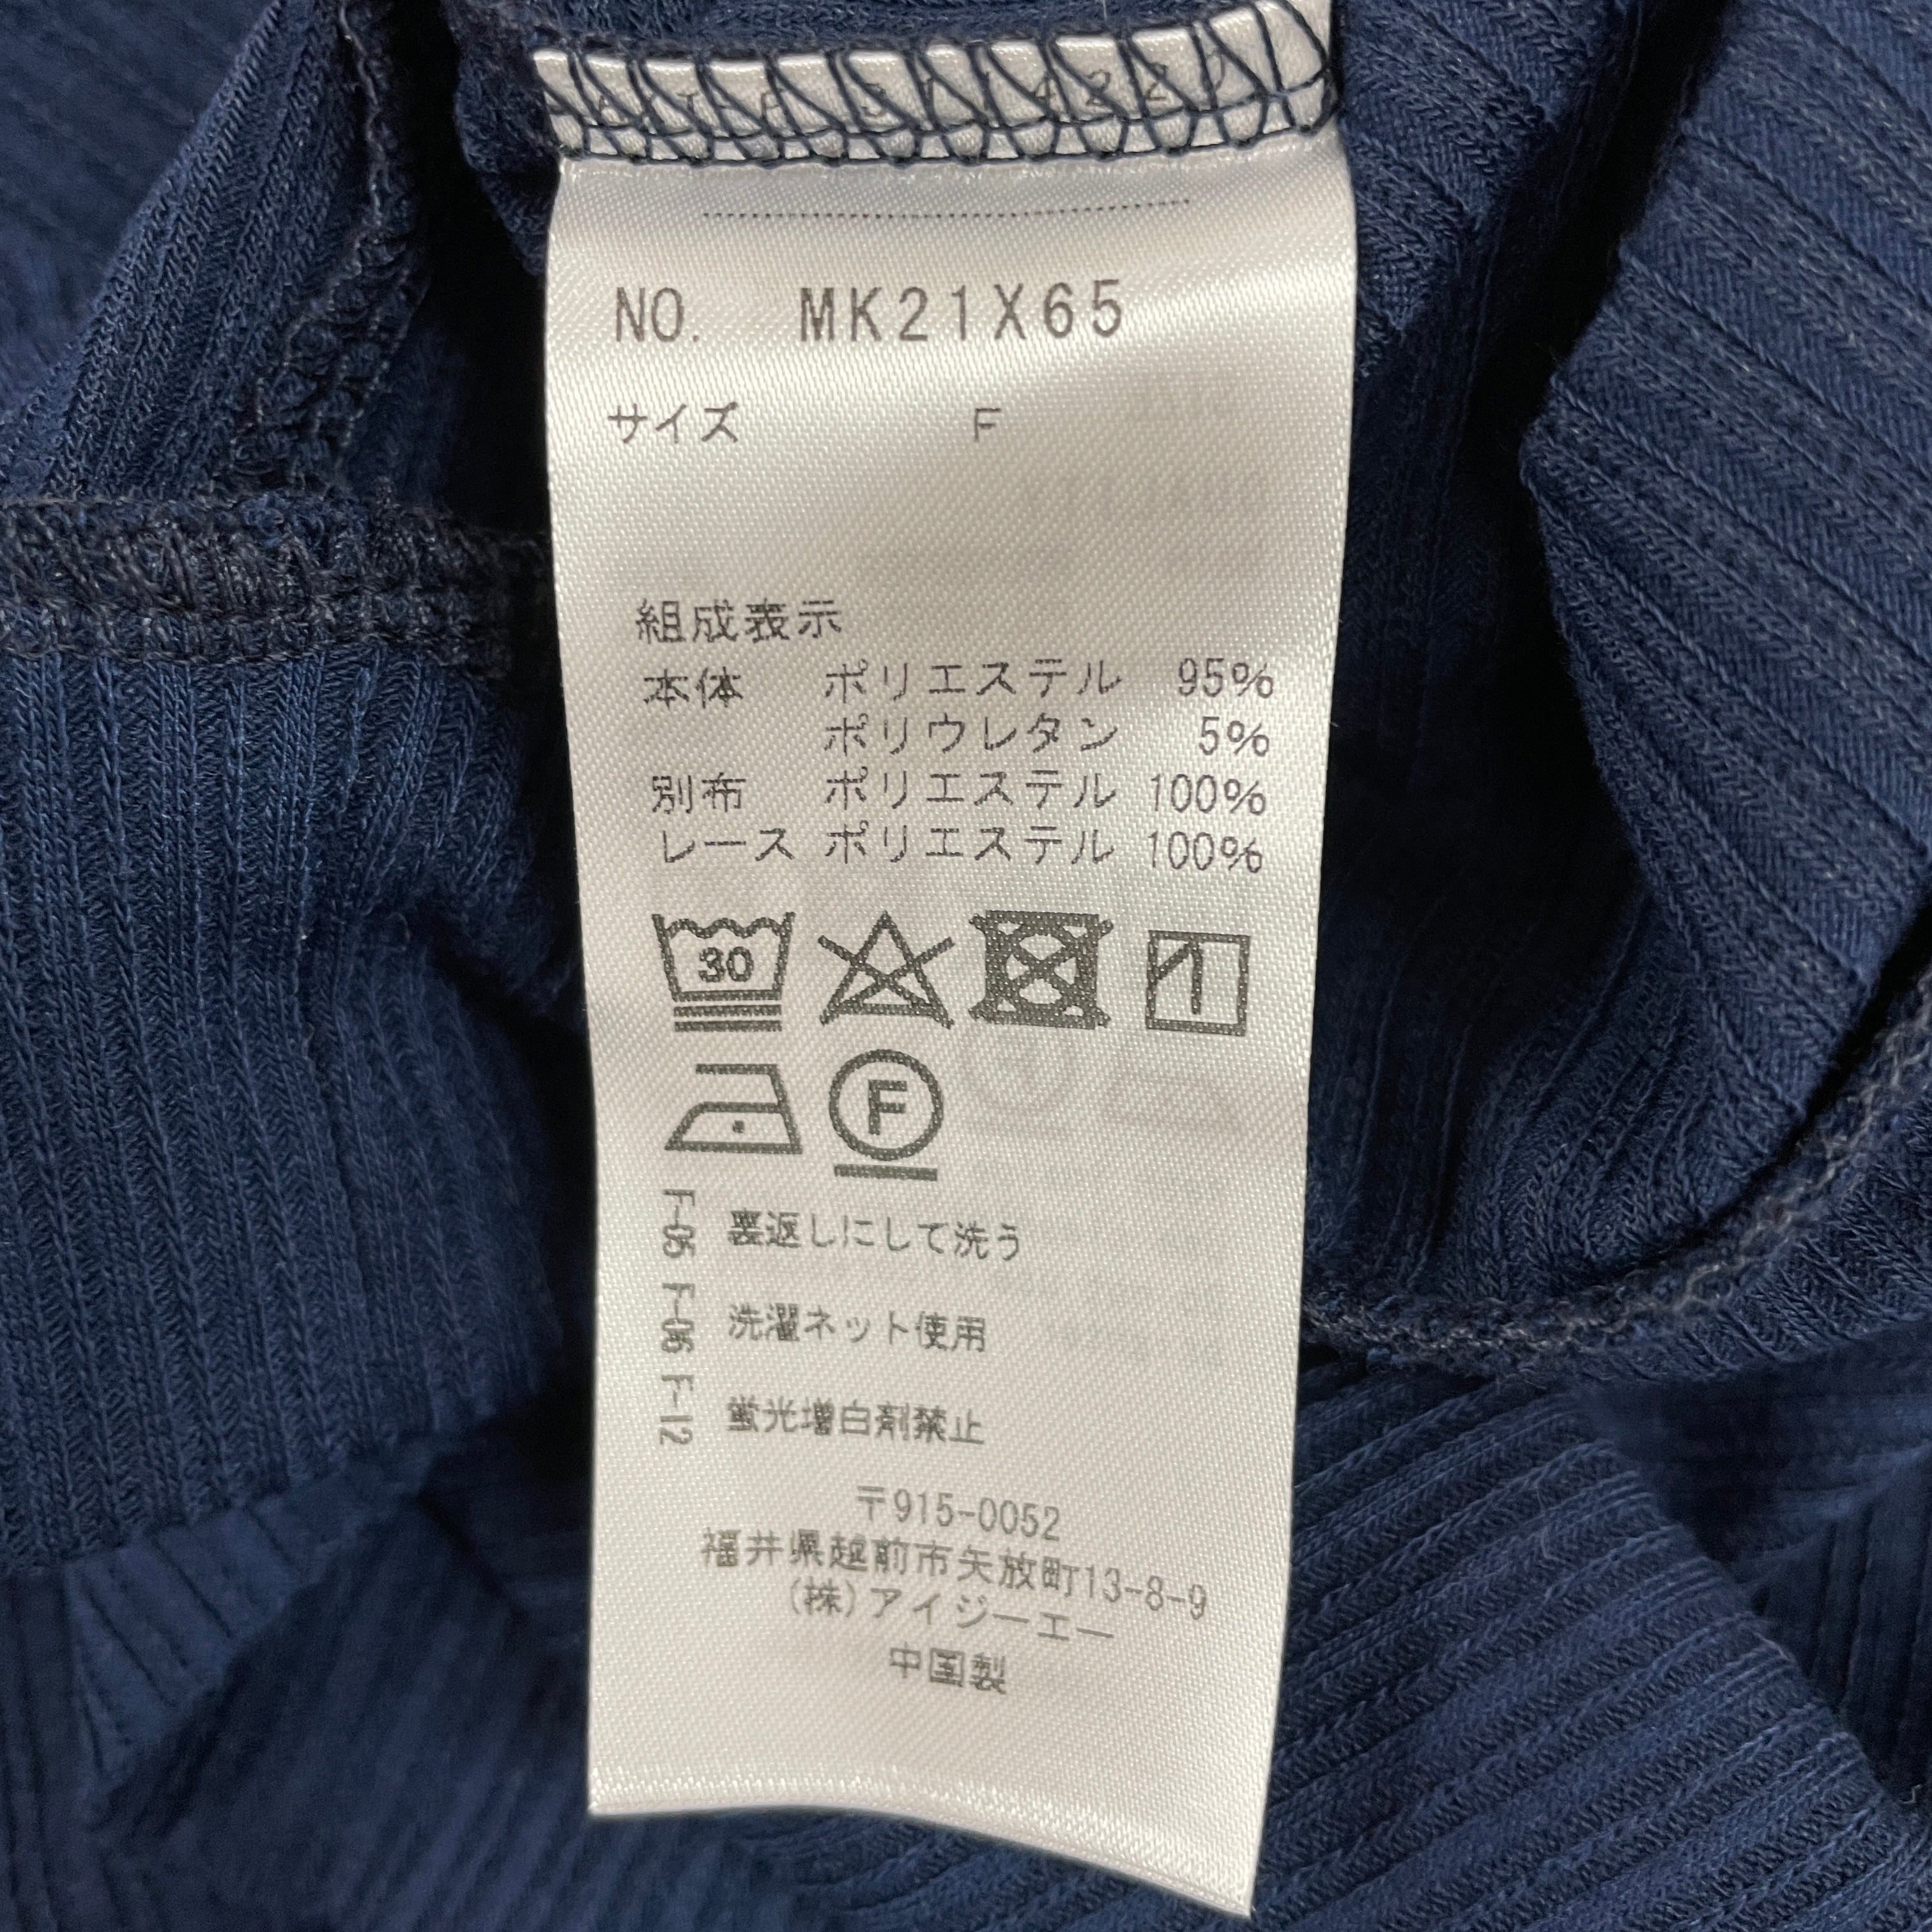 NO. MK21X65
サイズ F
組成表示
本体 ポリエステル 95%
ポリウレタン 5%
別布 ポリエステル 100%
レース ポリエステル 100%
30
F
F-05 裏返しにして洗う
F-06 洗濯ネット使用
F-12 蛍光増白剤禁止
〒915-0052
福井県越前市矢放町13-8-9
(株)アイジーエー
中国製